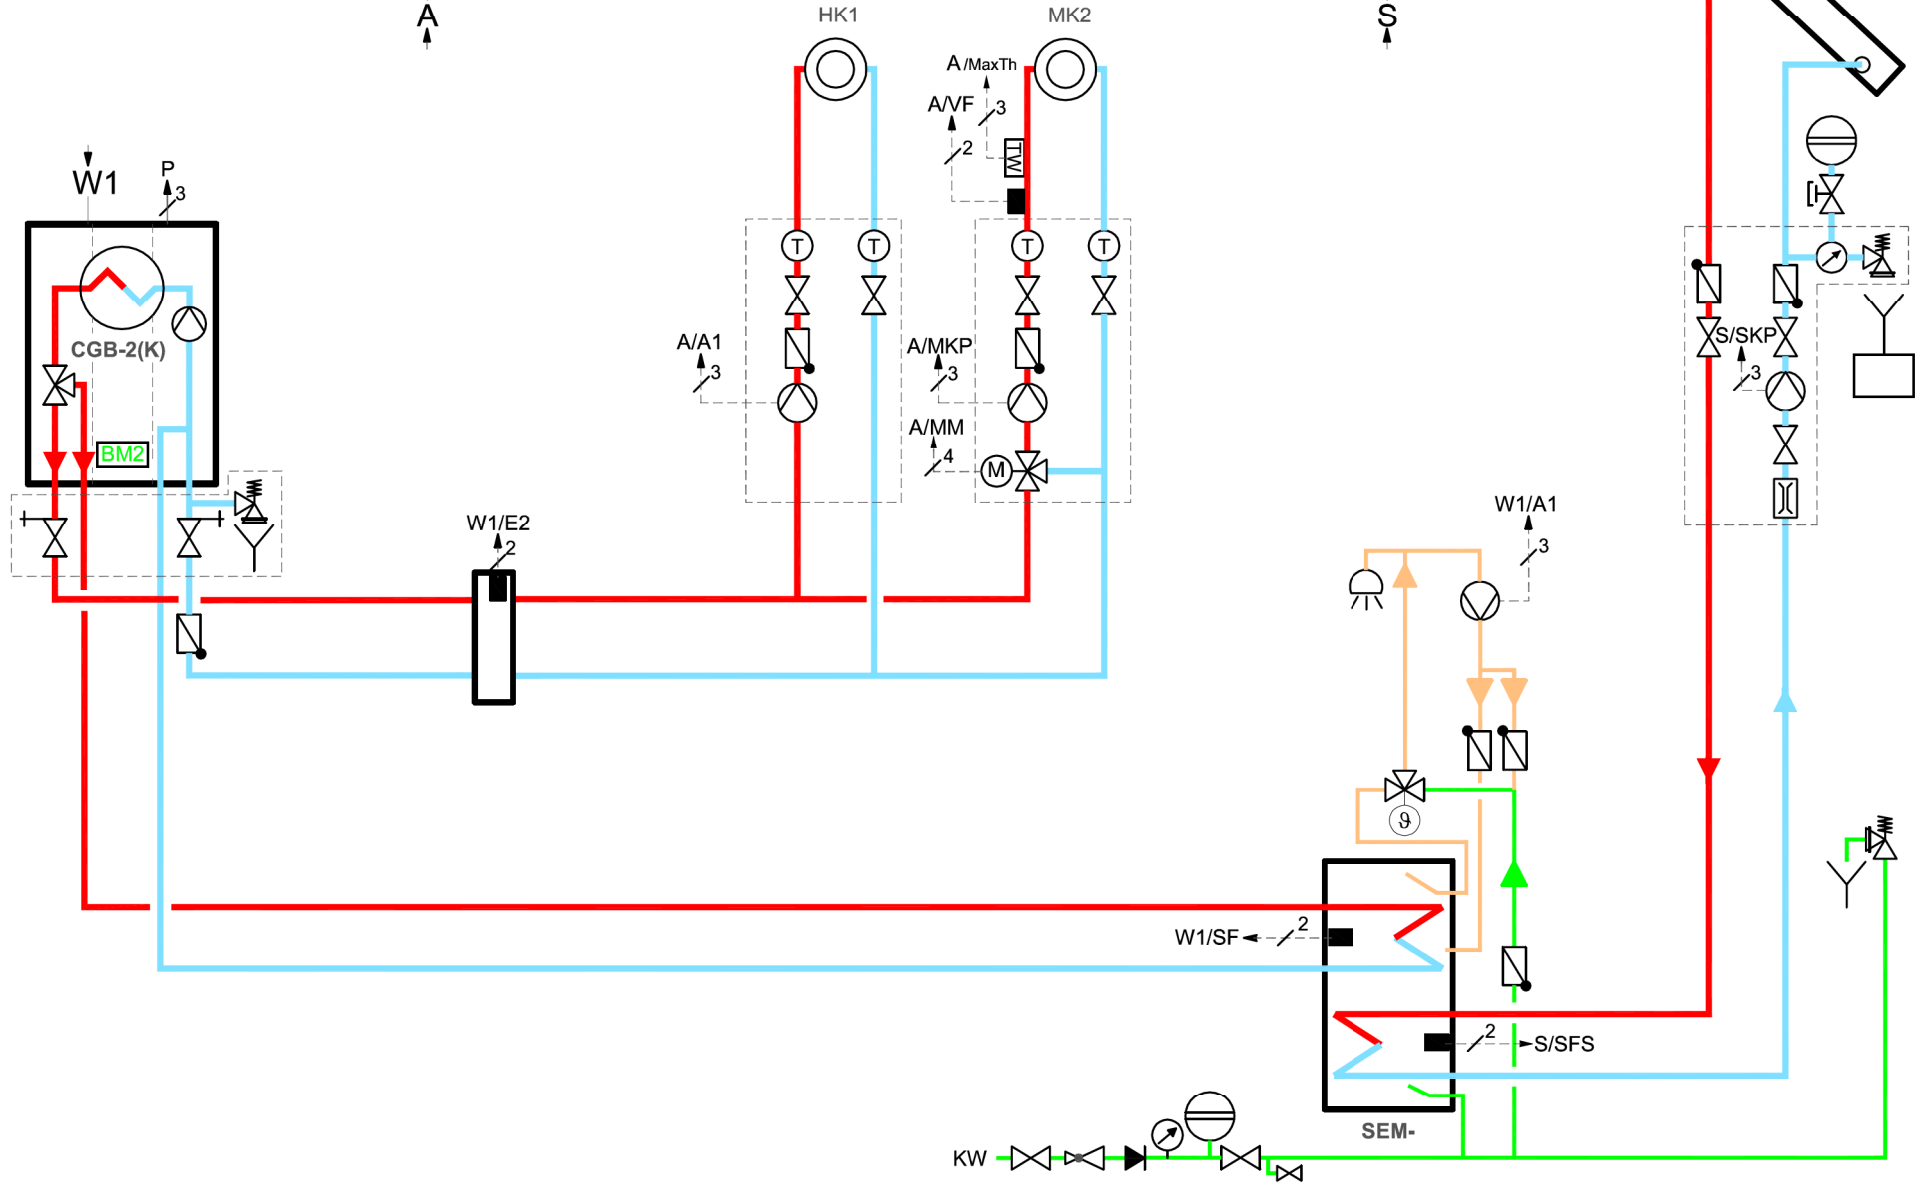 A
HK1
MK2
S
A/MaxTh
3
A/VF
2
TW
W1
P
3
T
T
T
T
CGB-2(K)
BM2
A/A1
3
A/MKP
3
A/MM
4
M
S/SKP
3
W1/E2
2
W1/A1
3
ϑ
W1/SF
2
2
S/SFS
SEM-
KW